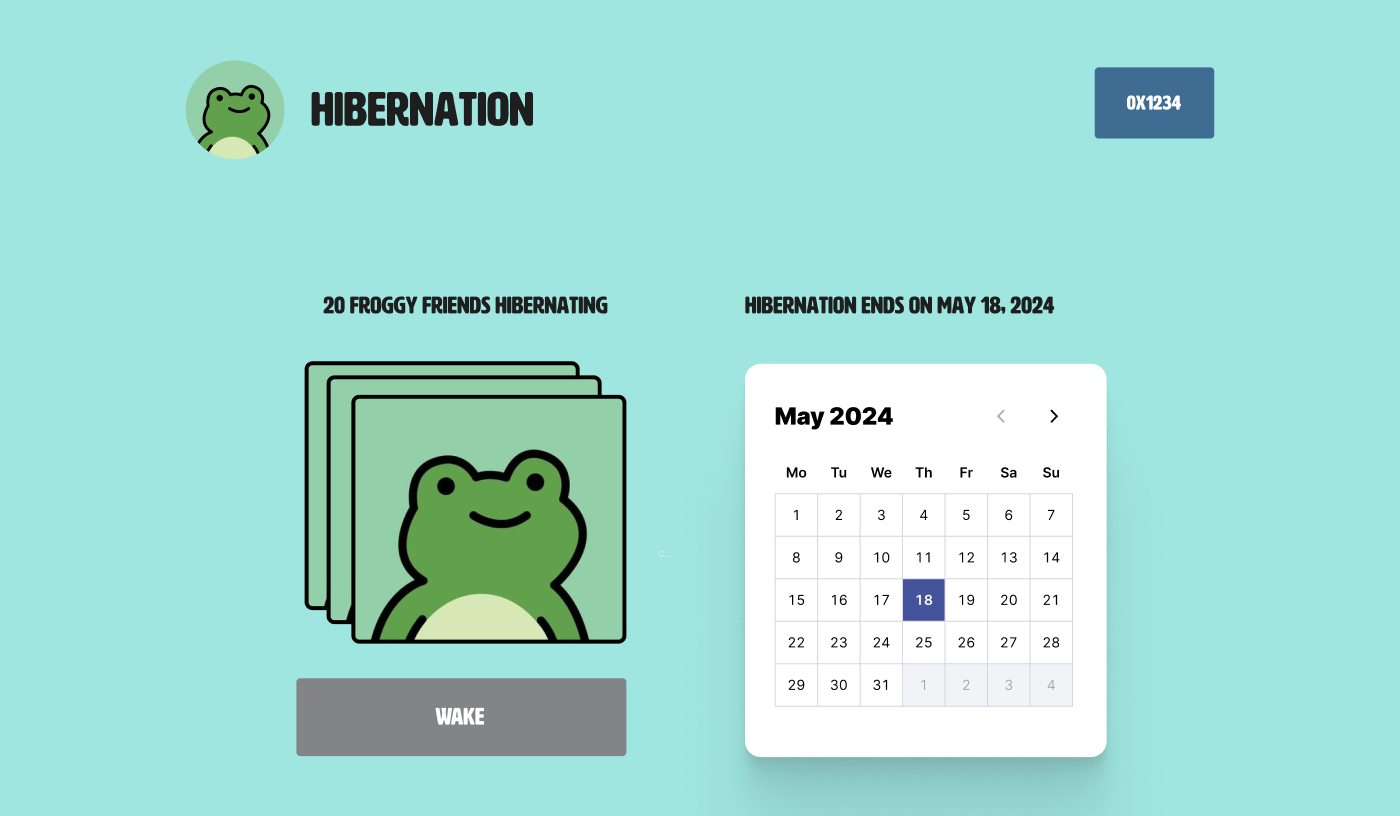 HIBERNATION
0X1234
20 FROGGY FRIENDS HIBERNATING
HIBERNATION ENDS ON MAY 18, 2024
May 2024
Mo Tu We Th Fr Sa Su
1 2 3 4 5 6 7
8 9 10 11 12 13 14
15 16 17 18 19 20 21
22 23 24 25 26 27 28
29 30 31 1 2 3 4
WAKE